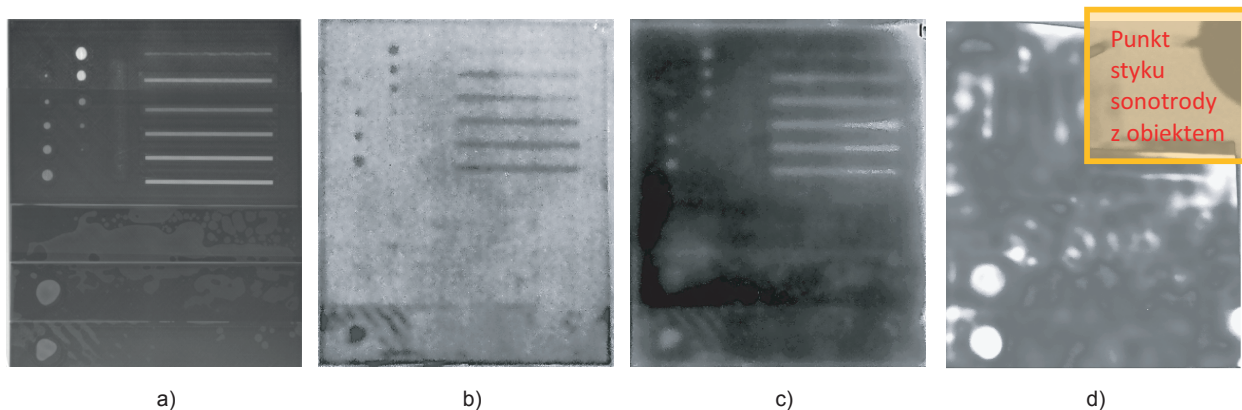 Punkt
styku
sonotrody
z obiektem
a)
b)
c)
d)